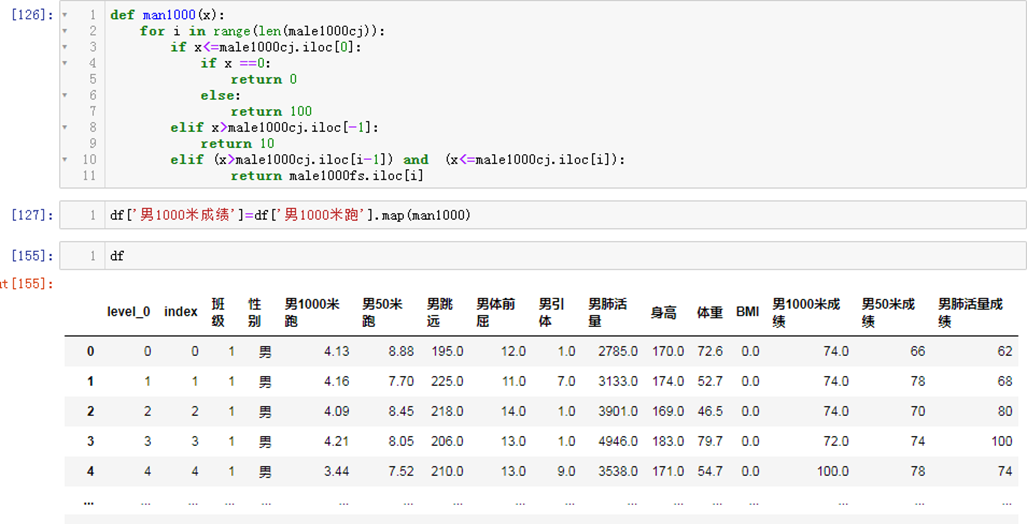 [126]:
1 def man1000(x):
2 for i in range(len(male1000cj)):
3 if x<=male1000cj.iloc[0]:
4 if x ==0:
5 return 0
6 else:
7 return 100
8 elif x>male1000cj.iloc[-1]:
9 return 10
10 elif (x>male1000cj.iloc[i-1]) and (x<=male1000cj.iloc[i]):
11 return male1000fs.iloc[i]
[127]: 1 df['男1000米成绩']=df['男1000米跑'].map(man1000)
[155]: 1 df
t[155]:
level_0 index 班级 性别 男1000米跑 男50米跑 男跳远 男体前屈 男引体 男肺活量 身高 体重 BMI 男1000米成绩 男50米成绩 男肺活量成绩
0 0 0 1 男 4.13 8.88 195.0 12.0 1.0 2785.0 170.0 72.6 0.0 74.0 66 62
1 1 1 1 男 4.16 7.70 225.0 11.0 7.0 3133.0 174.0 52.7 0.0 74.0 78 68
2 2 2 1 男 4.09 8.45 218.0 14.0 1.0 3901.0 169.0 46.5 0.0 74.0 70 80
3 3 3 1 男 4.21 8.05 206.0 13.0 1.0 4946.0 183.0 79.7 0.0 72.0 74 100
4 4 4 1 男 3.44 7.52 210.0 13.0 9.0 3538.0 171.0 54.7 0.0 100.0 78 74
... ... ... ... ... ... ... ... ... ... ... ... ... ... ... ... ...